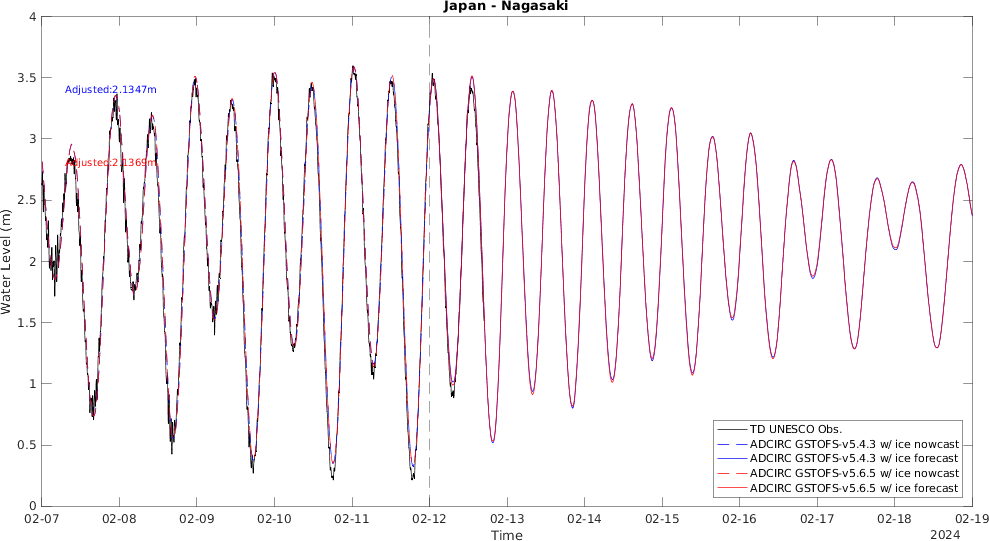 Japan - Nagasaki
4
3.5
3
2.5
2
1.5
1
0.5
0
Water Level (m)
Adjusted:2.1347m
Adjusted:2.1369m
TD UNESCO Obs.
ADCIRC GSTOFS-v5.4.3 w/ ice nowcast
ADCIRC GSTOFS-v5.4.3 w/ ice forecast
ADCIRC GSTOFS-v5.6.5 w/ ice nowcast
ADCIRC GSTOFS-v5.6.5 w/ ice forecast
02-07 02-08 02-09 02-10 02-11 02-12 02-13 02-14 02-15 02-16 02-17 02-18 02-19
Time
2024